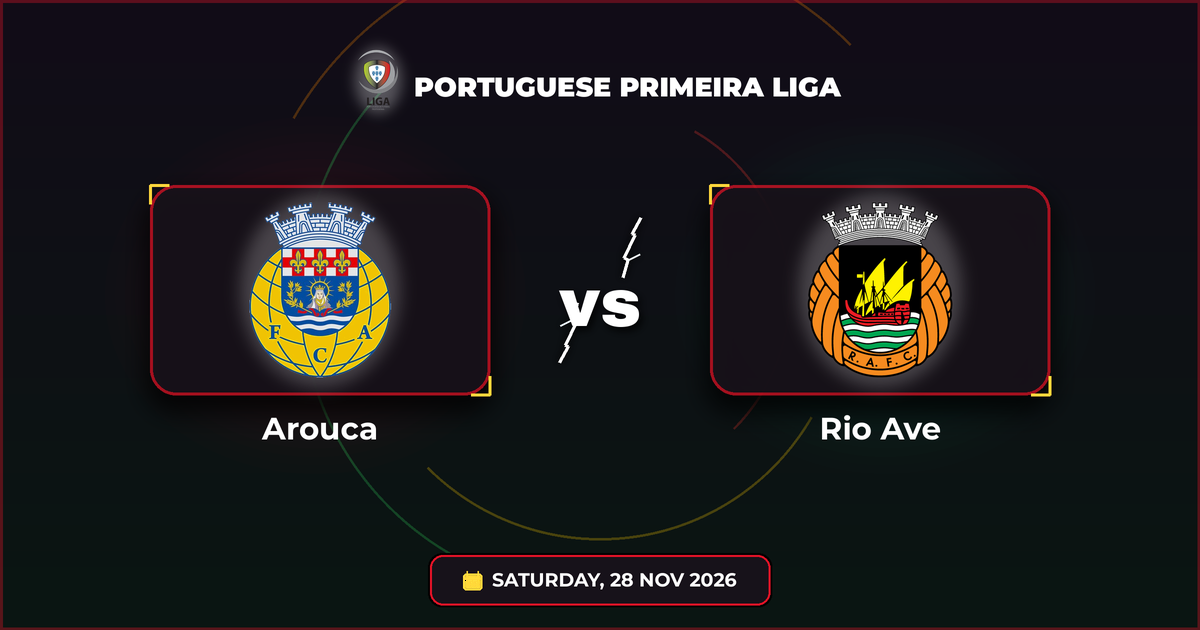 LIGA
PORTUGUESE PRIMEIRA LIGA
F
C
A
vs
R. A. F. C.
Arouca
Rio Ave
SATURDAY, 28 NOV 2026